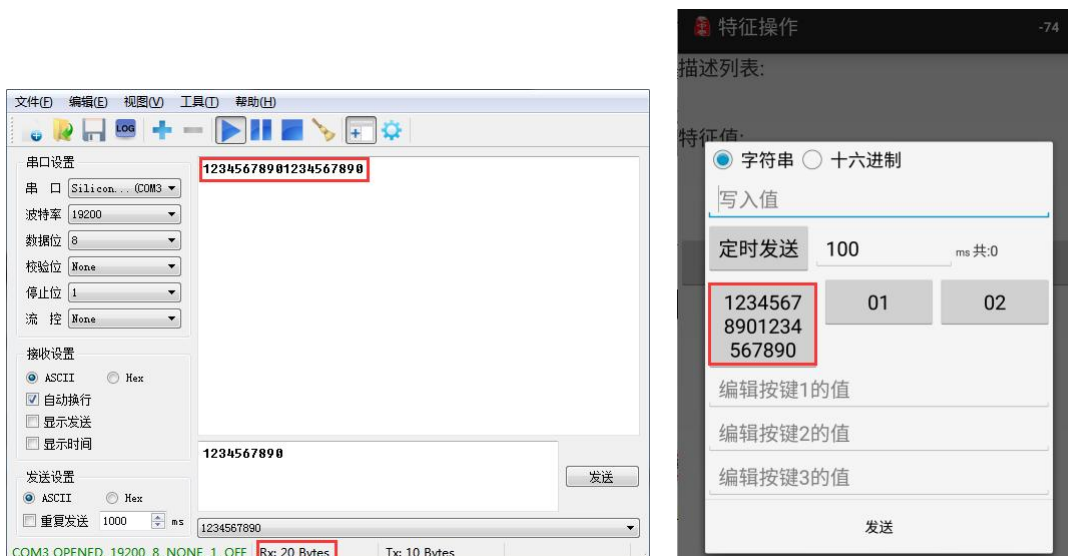 文件(F) 编辑(E) 视图(V) 工具(T) 帮助(H)
LOG
串口设置
串 口 Silicon... (COM3
波特率 19200
数据位 8
校验位 None
停止位 1
流 控 None
接收设置
ASCII Hex
自动换行
显示发送
显示时间
发送设置
ASCII Hex
重复发送 1000 ms
12345678901234567890
1234567890
发送
1234567890
COM3 OPENED, 19200, 8, NONE, 1, OFF Rx: 20 Bytes Tx: 10 Bytes
特征操作 -74
描述列表:
特征值:
字符串 十六进制
写入值
定时发送 100 ms 共:0
1234567
8901234
567890
01 02
编辑按键1的值
编辑按键2的值
编辑按键3的值
发送